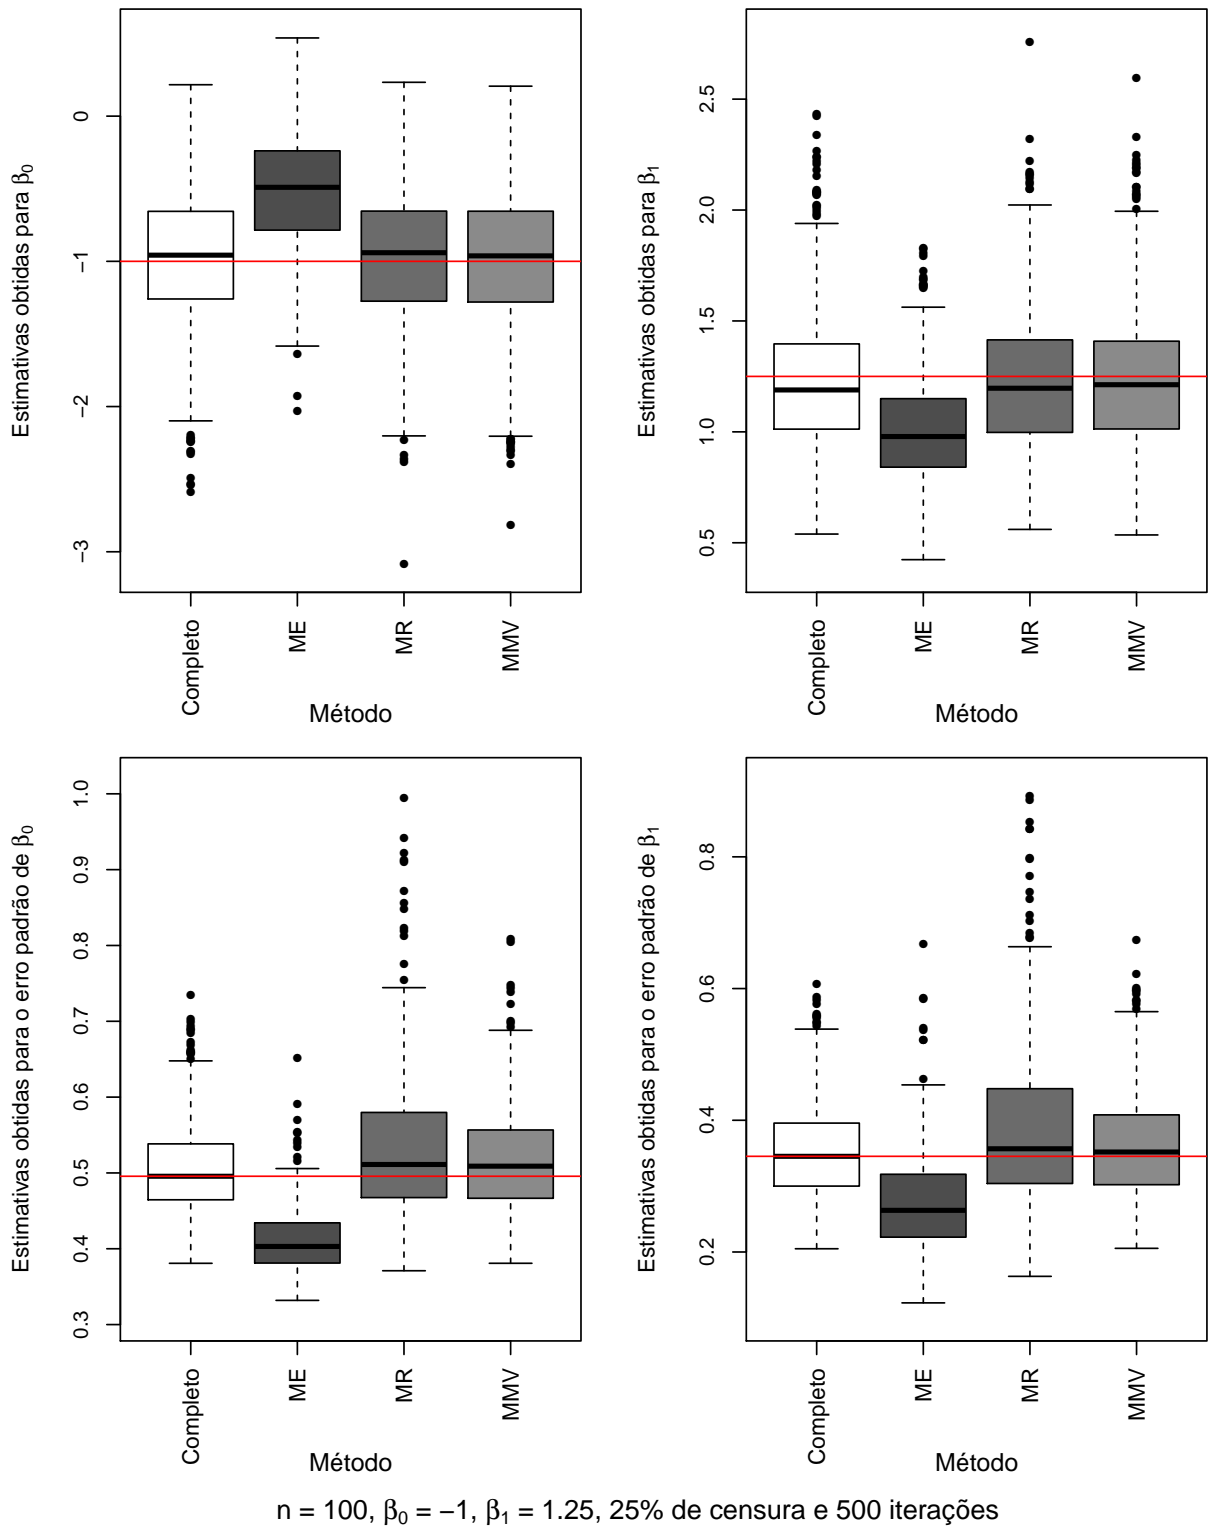 Estimativas obtidas para β₀
0
−1
−2
−3
Completo
ME
MR
MMV
Método
Estimativas obtidas para β₁
2.5
2.0
1.5
1.0
0.5
Completo
ME
MR
MMV
Método
Estimativas obtidas para o erro padrão de β₀
1.0
0.9
0.8
0.7
0.6
0.5
0.4
0.3
Completo
ME
MR
MMV
Método
Estimativas obtidas para o erro padrão de β₁
0.8
0.6
0.4
0.2
Completo
ME
MR
MMV
Método
n = 100, β₀ = −1, β₁ = 1.25, 25% de censura e 500 iterações